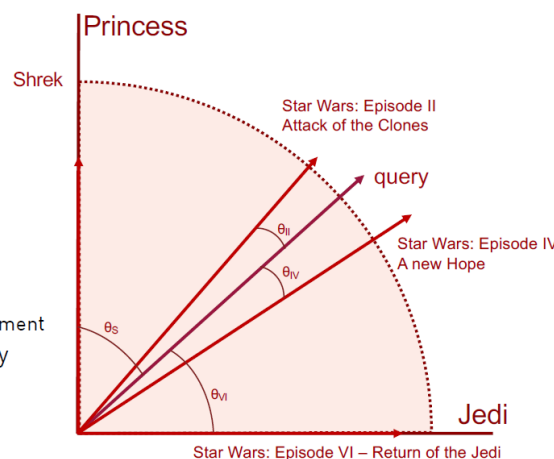 Princess
Shrek
Star Wars: Episode II
Attack of the Clones
query
θII
Star Wars: Episode IV
A new Hope
θIV
ment
θS
y
θVI
Jedi
Star Wars: Episode VI – Return of the Jedi